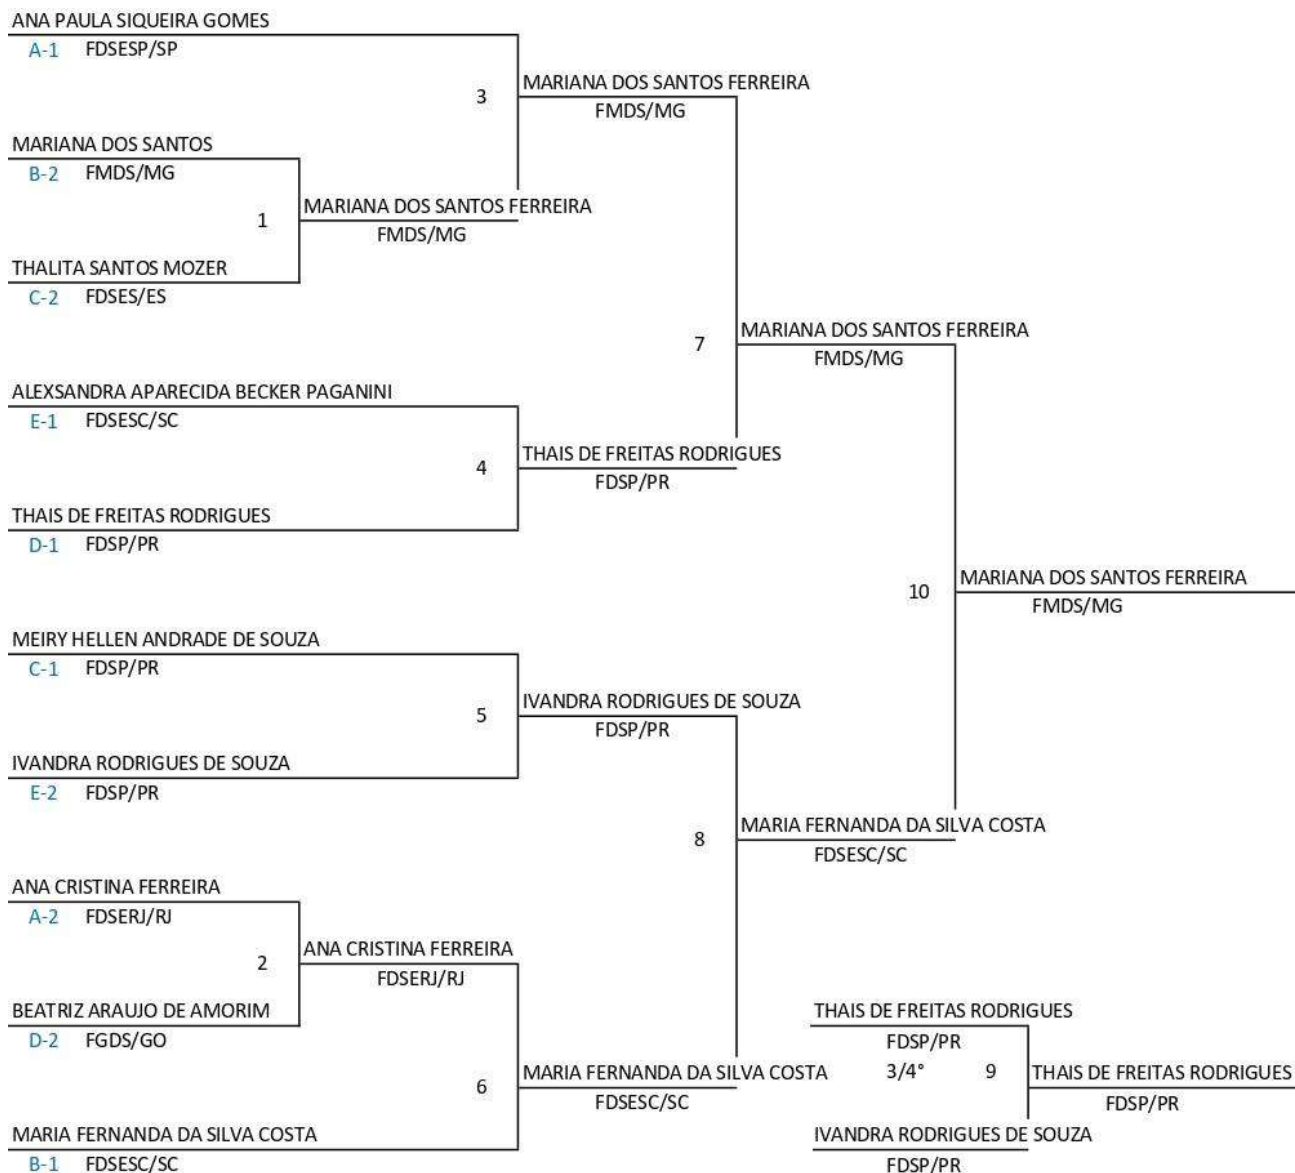 ANA PAULA SIQUEIRA GOMES
A-1 FDSESP/SP
3
MARIANA DOS SANTOS FERREIRA
FMDS/MG
MARIANA DOS SANTOS
B-2 FMDS/MG
1
MARIANA DOS SANTOS FERREIRA
FMDS/MG
THALITA SANTOS MOZER
C-2 FDSES/ES
7
MARIANA DOS SANTOS FERREIRA
FMDS/MG
ALEXSANDRA APARECIDA BECKER PAGANINI
E-1 FDSESC/SC
4
THAIS DE FREITAS RODRIGUES
FDSP/PR
THAIS DE FREITAS RODRIGUES
D-1 FDSP/PR
10
MARIANA DOS SANTOS FERREIRA
FMDS/MG
MEIRY HELLEN ANDRADE DE SOUZA
C-1 FDSP/PR
5
IVANDRA RODRIGUES DE SOUZA
FDSP/PR
IVANDRA RODRIGUES DE SOUZA
E-2 FDSP/PR
8
MARIA FERNANDA DA SILVA COSTA
FDSESC/SC
ANA CRISTINA FERREIRA
A-2 FDSERJ/RJ
2
ANA CRISTINA FERREIRA
FDSERJ/RJ
BEATRIZ ARAUJO DE AMORIM
D-2 FGDS/GO
6
MARIA FERNANDA DA SILVA COSTA
FDSESC/SC
MARIA FERNANDA DA SILVA COSTA
B-1 FDSESC/SC
THAIS DE FREITAS RODRIGUES
FDSP/PR
3/4° 9
THAIS DE FREITAS RODRIGUES
FDSP/PR
IVANDRA RODRIGUES DE SOUZA
FDSP/PR